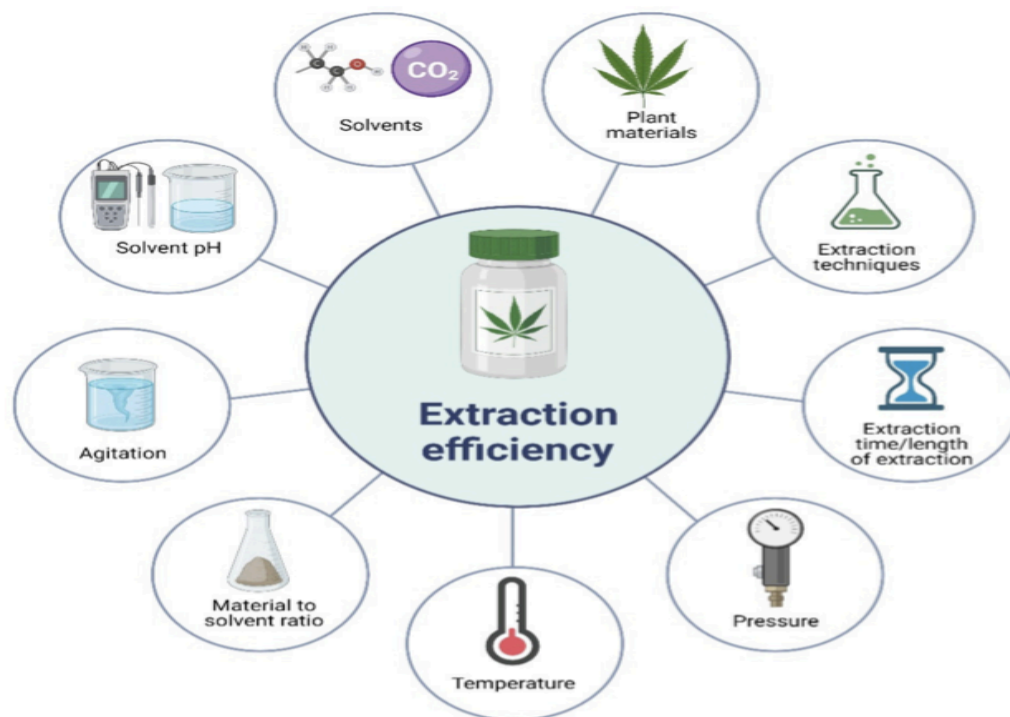 CO₂
Solvents
Plant
materials
Solvent pH
Extraction
techniques
Extraction
efficiency
Agitation
Extraction
time/length
of extraction
Material to
solvent ratio
Pressure
Temperature